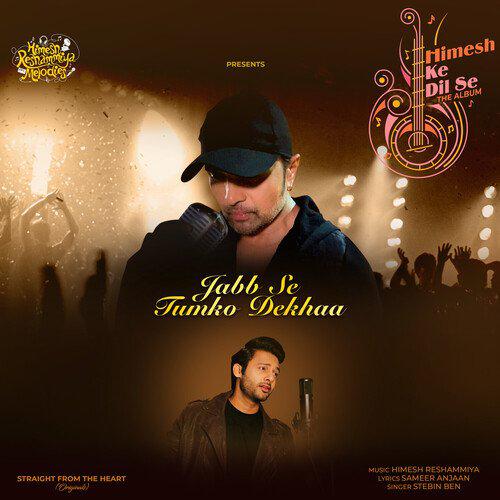 Himesh
Reshammiya
Melodies
PRESENTS
Himesh
Ke
Dil Se
THE ALBUM
Jabb Se
Tumko Dekhaa
STRAIGHT FROM THE HEART
(Originals)
MUSIC HIMESH RESHAMMIYA
LYRICS SAMEER ANJAAN
SINGER STEBIN BEN